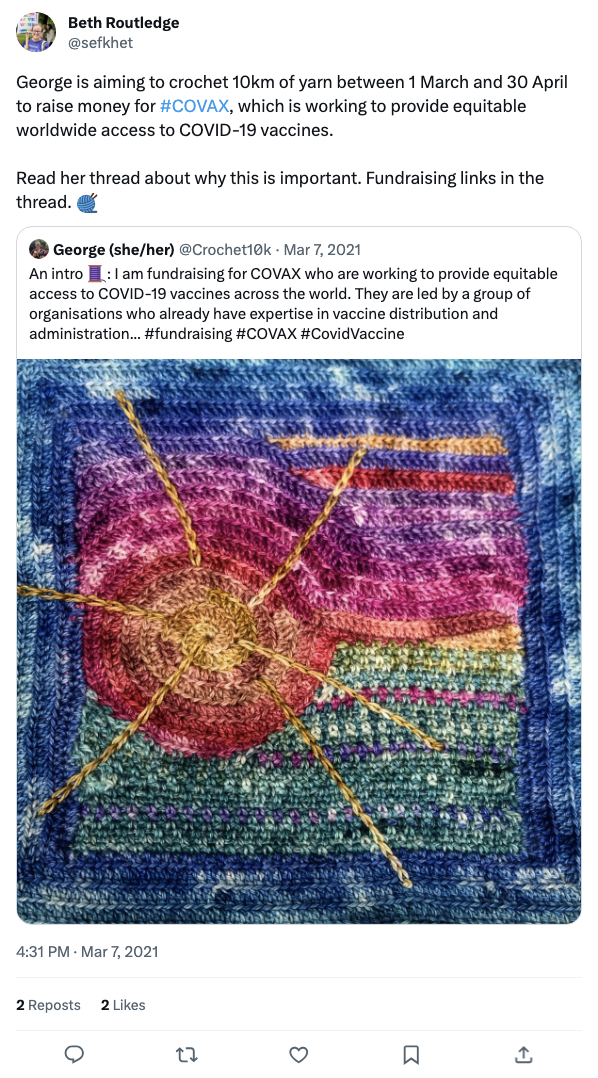 Beth Routledge
@sefkhet
George is aiming to crochet 10km of yarn between 1 March and 30 April
to raise money for #COVAX, which is working to provide equitable
worldwide access to COVID-19 vaccines.
Read her thread about why this is important. Fundraising links in the
thread. 🧶
George (she/her) @Crochet10k · Mar 7, 2021
An intro 🧵: I am fundraising for COVAX who are working to provide equitable
access to COVID-19 vaccines across the world. They are led by a group of
organisations who already have expertise in vaccine distribution and
administration... #fundraising #COVAX #CovidVaccine
4:31 PM · Mar 7, 2021
2 Reposts 2 Likes